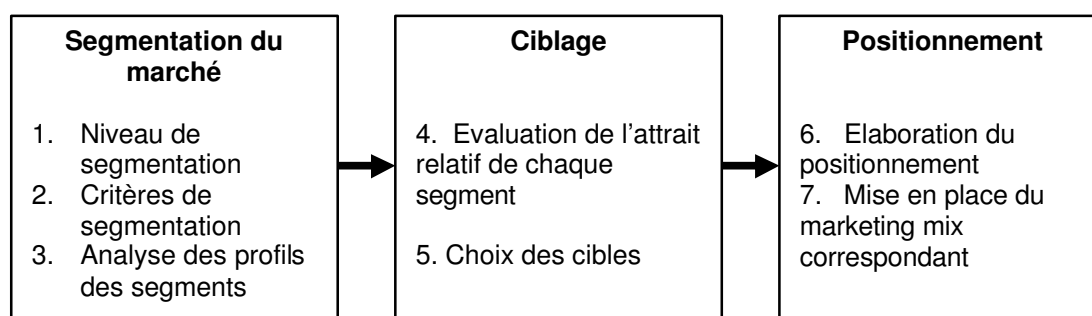 Segmentation du
marché
1. Niveau de
segmentation
2. Critères de
segmentation
3. Analyse des profils
des segments
Ciblage
4. Evaluation de l'attrait
relatif de chaque
segment
5. Choix des cibles
Positionnement
6. Elaboration du
positionnement
7. Mise en place du
marketing mix
correspondant